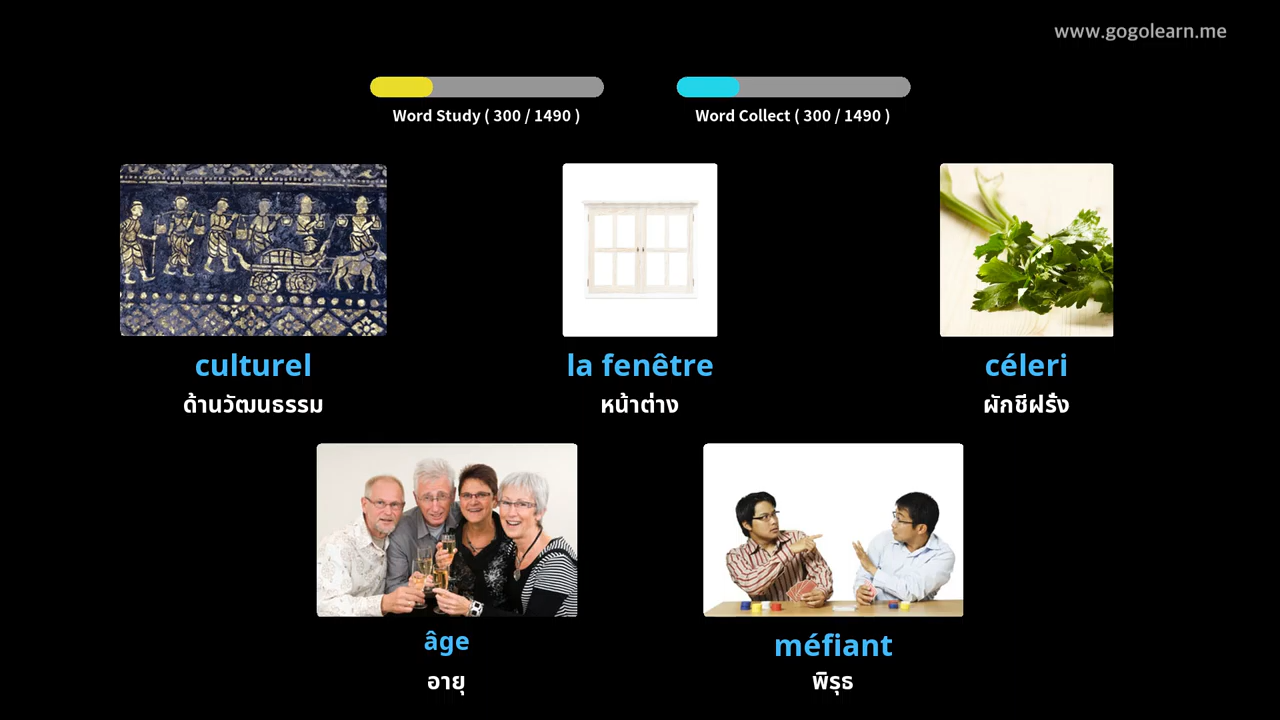 www.gogolearn.me
Word Study ( 300 / 1490 )
Word Collect ( 300 / 1490 )
culturel
ด้านวัฒนธรรม
la fenêtre
หน้าต่าง
céleri
ผักชีฝรั่ง
âge
อายุ
méfiant
พิรุธ